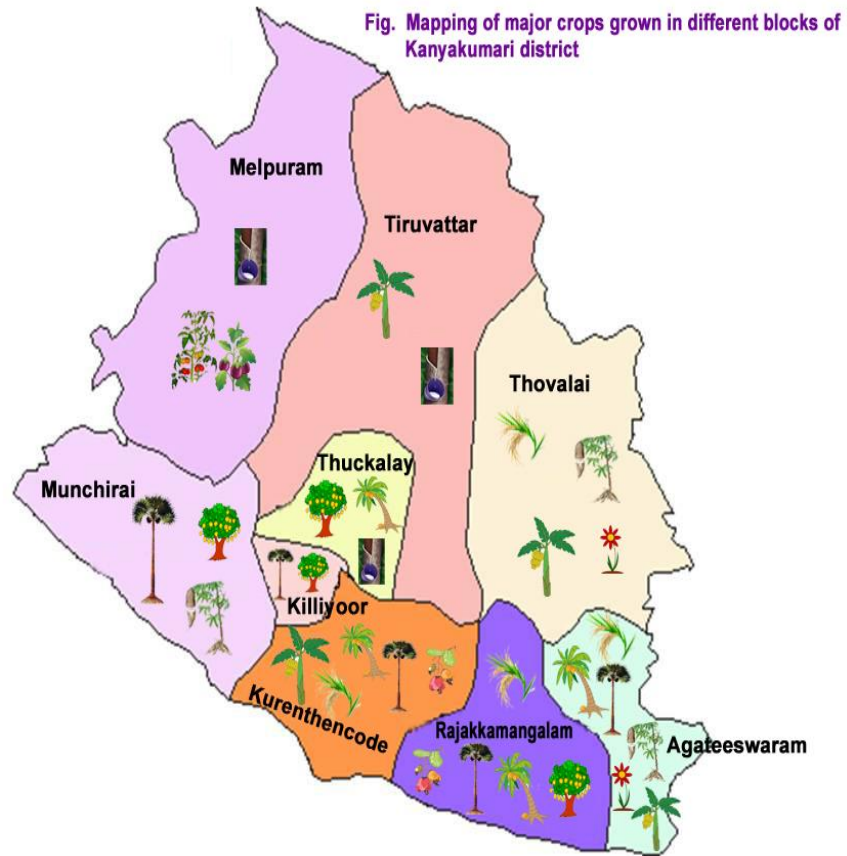 Fig. Mapping of major crops grown in different blocks of
Kanyakumari district
Melpuram
Tiruvattar
Thovalai
Thuckalay
Munchirai
Killiyoor
Kurenthencode
Rajakkamangalam
Agateeswaram